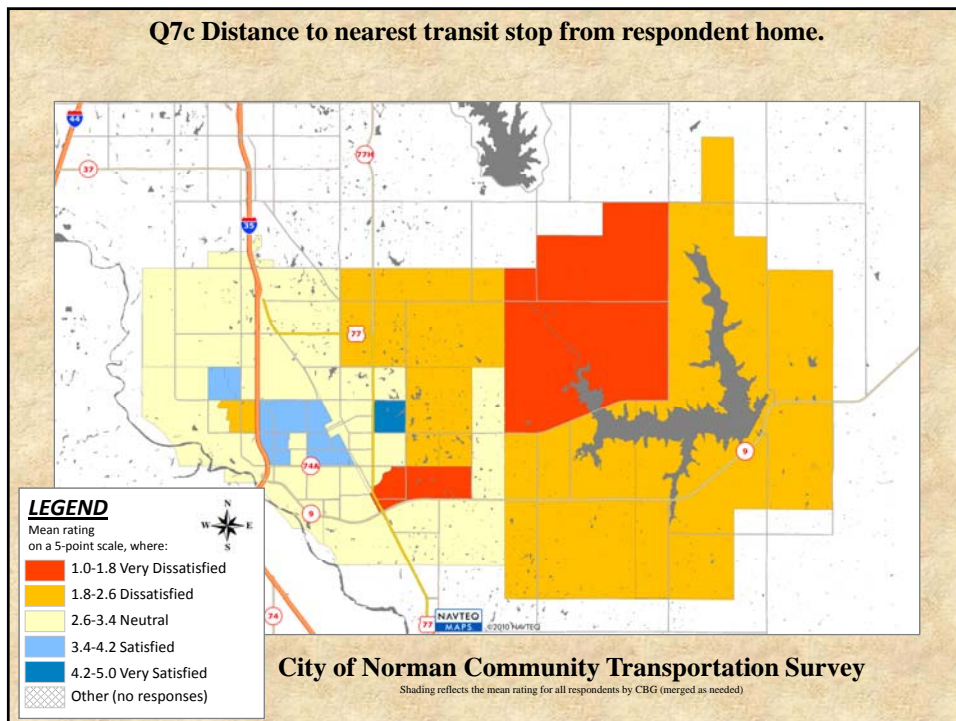 Q7c Distance to nearest transit stop from respondent home.
44
37
77H
35
77
74A
9
9
74
77
NAVTEQ
MAPS
©2010 NAVTEQ
LEGEND
Mean rating
on a 5-point scale, where:
N
W E
S
1.0-1.8 Very Dissatisfied
1.8-2.6 Dissatisfied
2.6-3.4 Neutral
3.4-4.2 Satisfied
4.2-5.0 Very Satisfied
Other (no responses)
City of Norman Community Transportation Survey
Shading reflects the mean rating for all respondents by CBG (merged as needed)